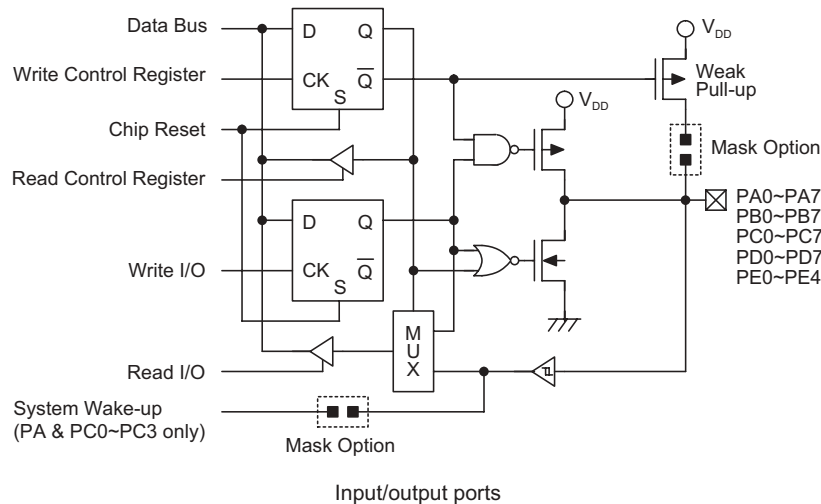 Data Bus
Write Control Register
Chip Reset
Read Control Register
Write I/O
Read I/O
System Wake-up
(PA & PC0~PC3 only)
D Q
CK Q
S
D Q
CK Q
S
M
U
X
Mask Option
VDD
VDD
Weak
Pull-up
Mask Option
PA0~PA7
PB0~PB7
PC0~PC7
PD0~PD7
PE0~PE4
Input/output ports